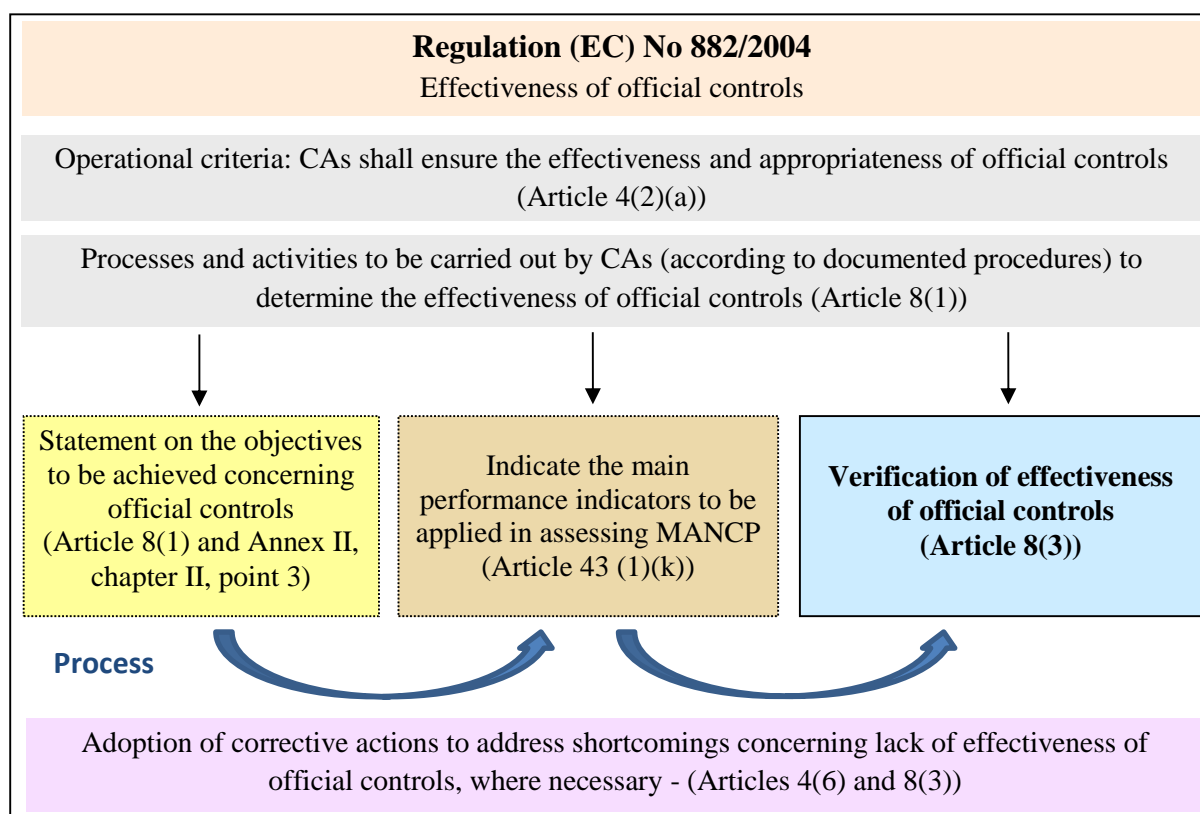 Regulation (EC) No 882/2004
Effectiveness of official controls
Operational criteria: CAs shall ensure the effectiveness and appropriateness of official controls
(Article 4(2)(a))
Processes and activities to be carried out by CAs (according to documented procedures) to
determine the effectiveness of official controls (Article 8(1))
Statement on the objectives
to be achieved concerning
official controls
(Article 8(1) and Annex II,
chapter II, point 3)
Indicate the main
performance indicators to be
applied in assessing MANCP
(Article 43 (1)(k))
Verification of effectiveness
of official controls
(Article 8(3))
Process
Adoption of corrective actions to address shortcomings concerning lack of effectiveness of
official controls, where necessary - (Articles 4(6) and 8(3))